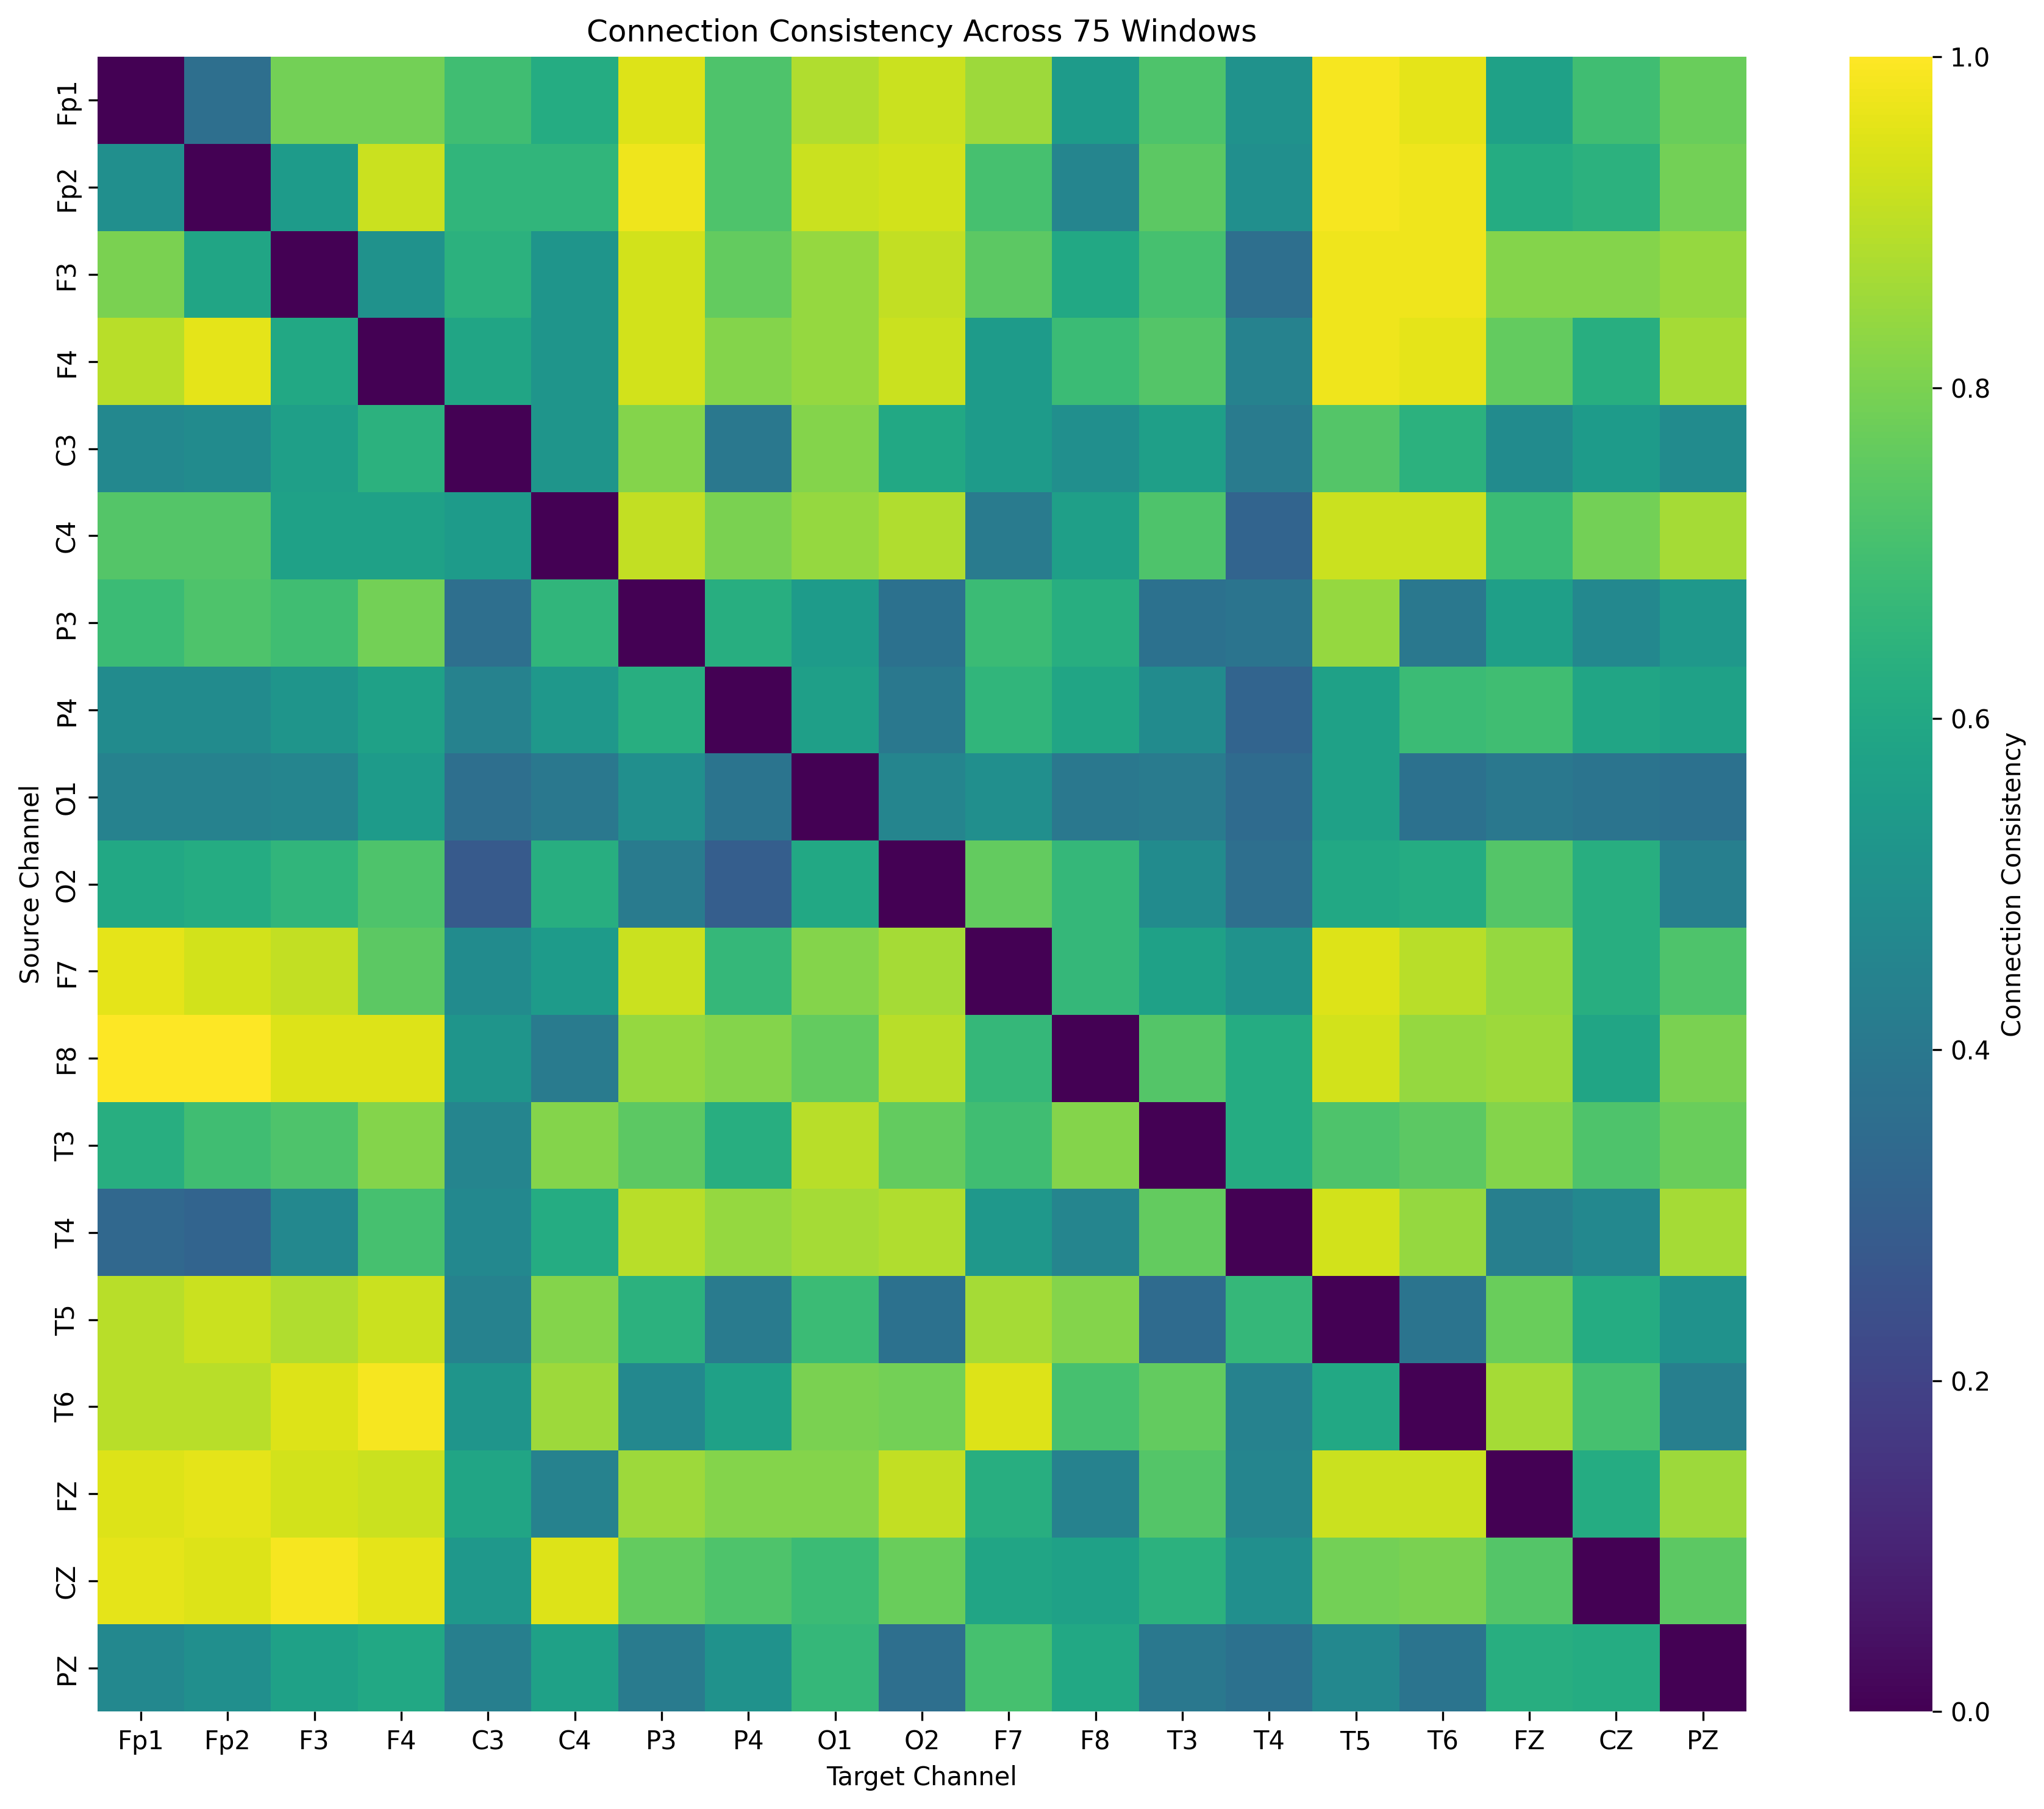 Connection Consistency Across 75 Windows
Source Channel
Fp1
Fp2
F3
F4
C3
C4
P3
P4
O1
O2
F7
F8
T3
T4
T5
T6
FZ
CZ
PZ
Fp1 Fp2 F3 F4 C3 C4 P3 P4 O1 O2 F7 F8 T3 T4 T5 T6 FZ CZ PZ
Target Channel
1.0
0.8
0.6
0.4
0.2
0.0
Connection Consistency